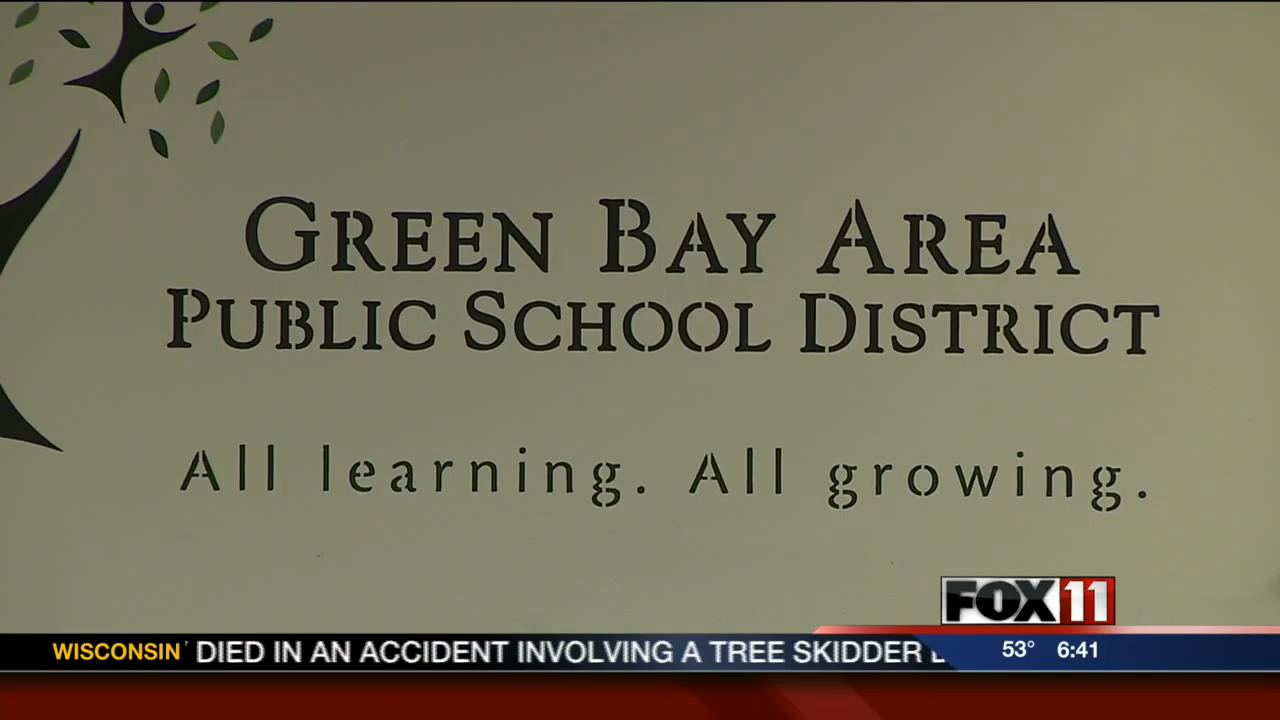 GREEN BAY AREA
PUBLIC SCHOOL DISTRICT
All learning. All growing.
FOX 11
WISCONSIN DIED IN AN ACCIDENT INVOLVING A TREE SKIDDER
53° 6:41